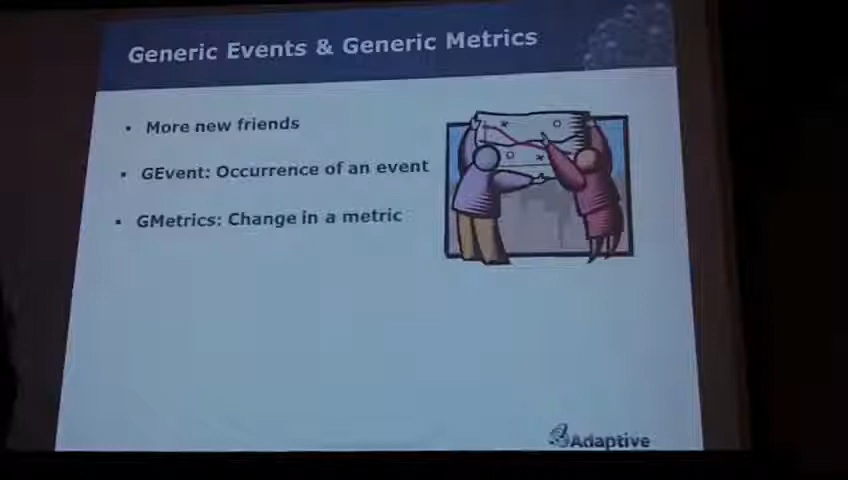 Generic Events & Generic Metrics
• More new friends
• GEvent: Occurrence of an event
• GMetrics: Change in a metric
Adaptive